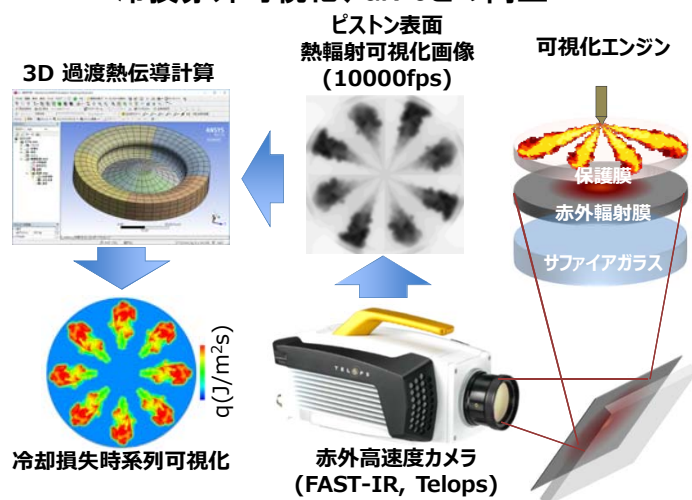 ピストン表面
熱輻射可視化画像
(10000fps)
可視化エンジン
3D 過渡熱伝導計算
ANSYS
保護膜
赤外輻射膜
サファイアガラス
TELOPS
q(J/m²s)
冷却損失時系列可視化
赤外高速度カメラ
(FAST-IR, Telops)